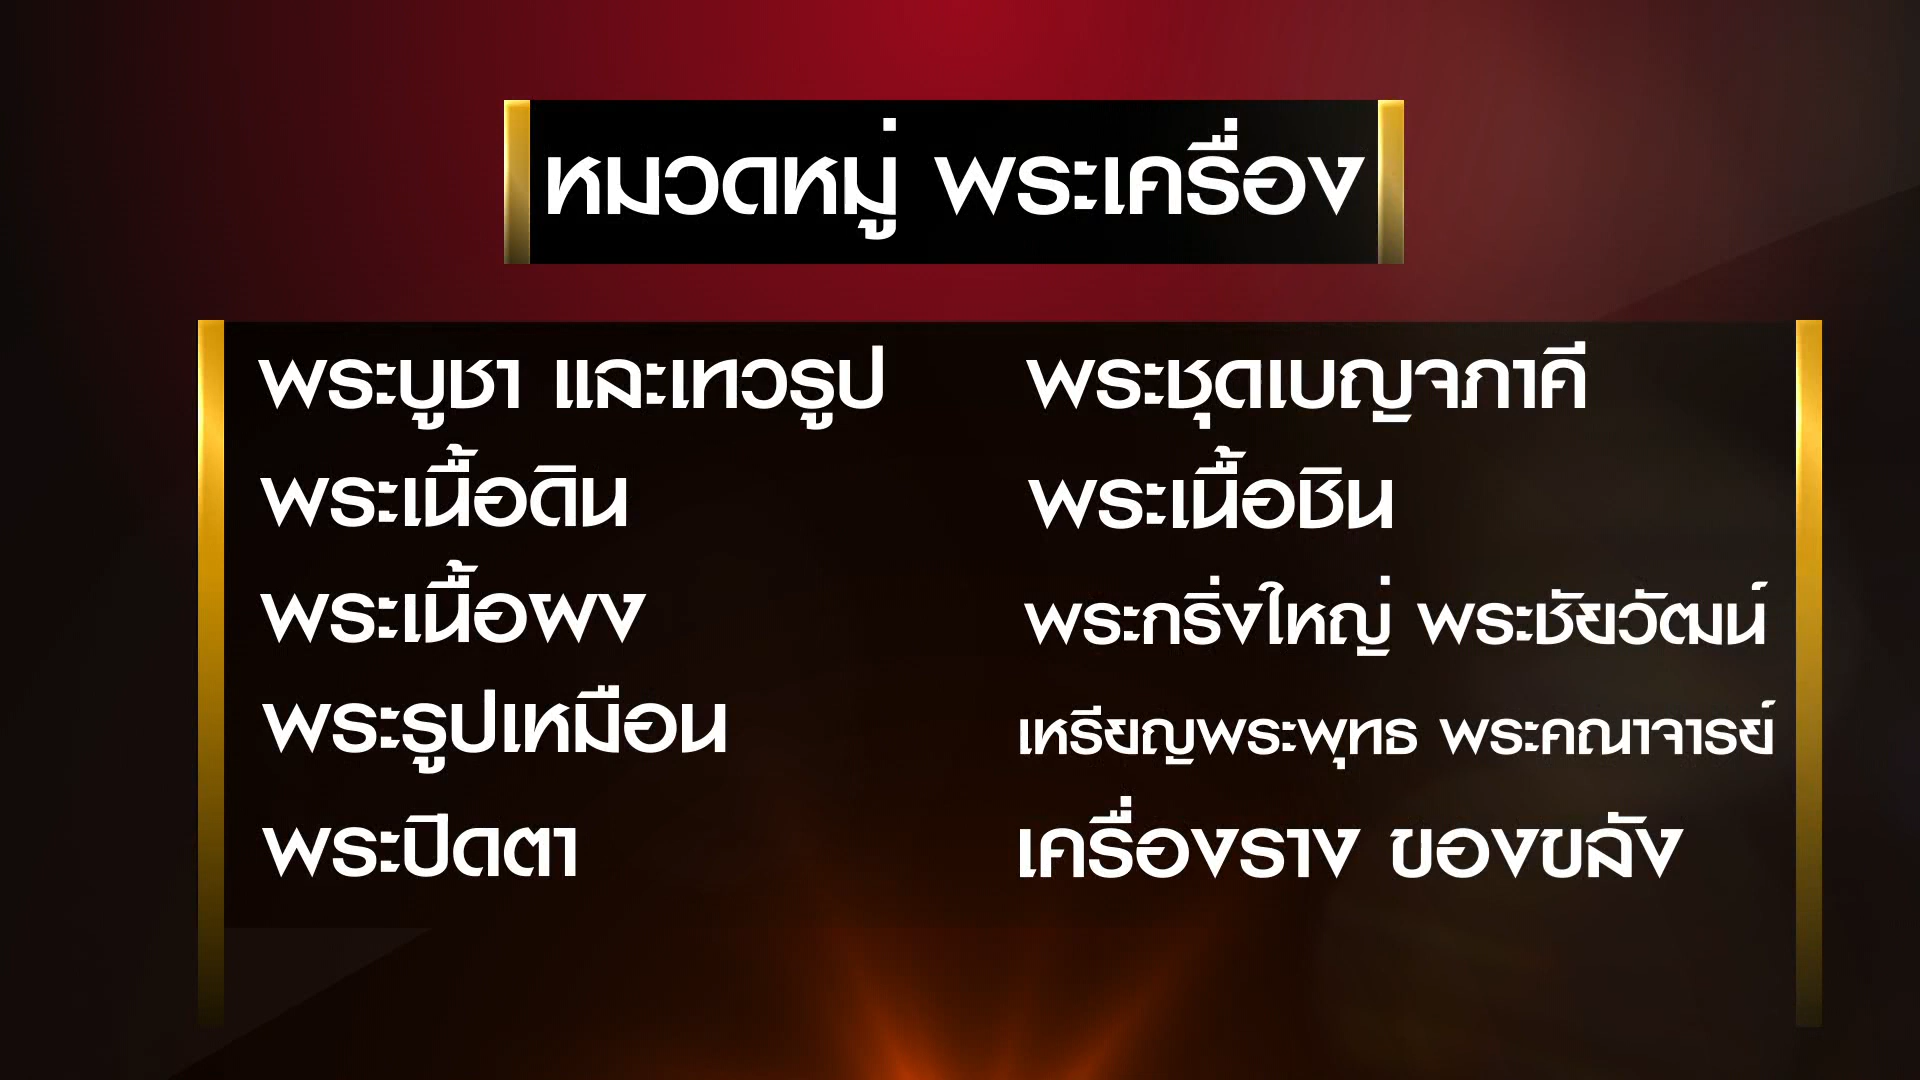 หมวดหมู่ พระเครื่อง
พระบูชา และเทวรูป
พระเนื้อดิน
พระเนื้อผง
พระรูปเหมือน
พระปิดตา
พระชุดเบญจภาคี
พระเนื้อชิน
พระกริ่งใหญ่ พระชัยวัฒน์
เหรียญพระพุทธ พระคณาจารย์
เครื่องราง ของขลัง